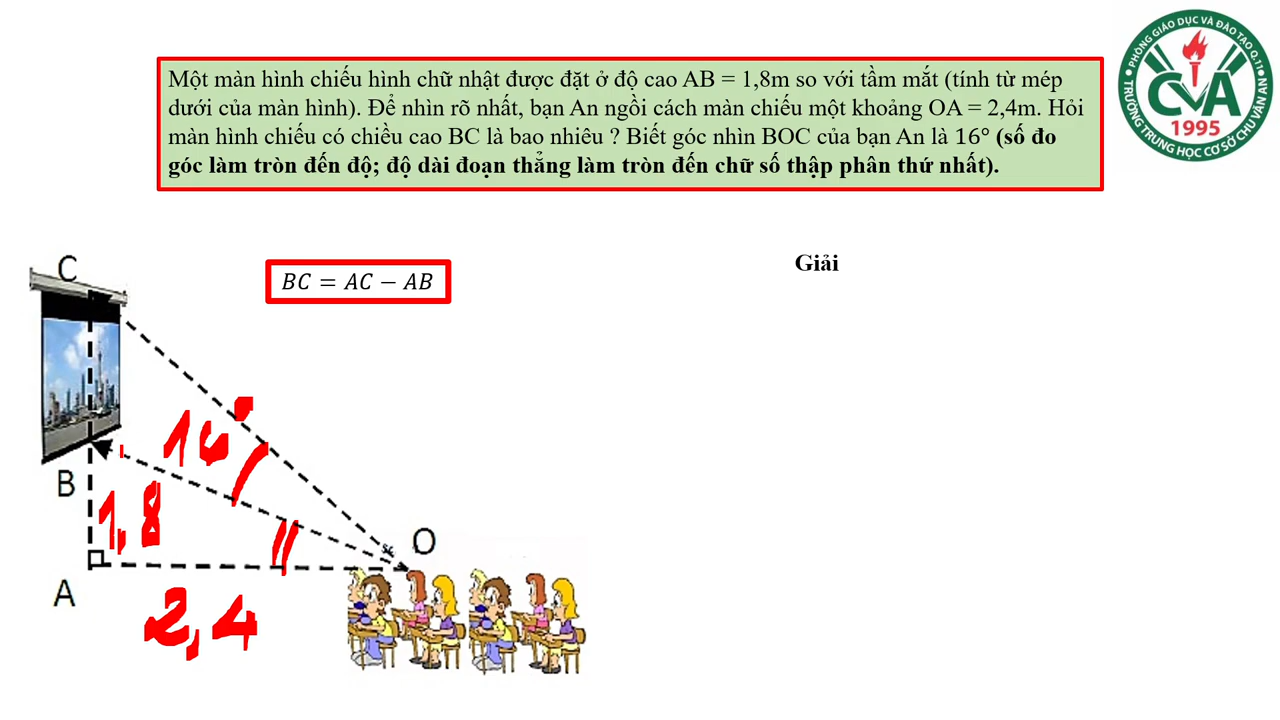 Một màn hình chiếu hình chữ nhật được đặt ở độ cao AB = 1,8m so với tầm mắt (tính từ mép
dưới của màn hình). Để nhìn rõ nhất, bạn An ngồi cách màn chiếu một khoảng OA = 2,4m. Hỏi
màn hình chiếu có chiều cao BC là bao nhiêu ? Biết góc nhìn BOC của bạn An là 16° (số đo
góc làm tròn đến độ; độ dài đoạn thẳng làm tròn đến chữ số thập phân thứ nhất).
PHÒNG GIÁO DỤC VÀ ĐÀO TẠO Q.11
CVA
1995
TRƯỜNG TRUNG HỌC CƠ SỞ CHU VĂN AN
Giải
BC = AC − AB
C
16°
B
1,8
O
A
2,4